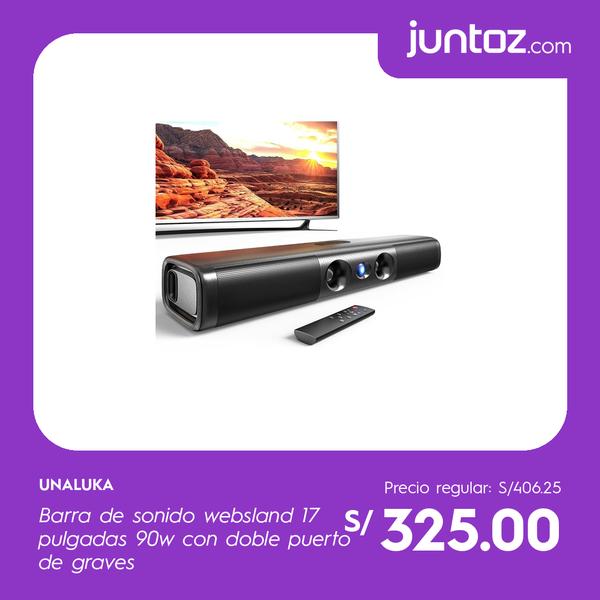 juntoz.com
UNALUKA
Precio regular: S/406.25
Barra de sonido websland 17
pulgadas 90w con doble puerto
de graves
S/ 325.00